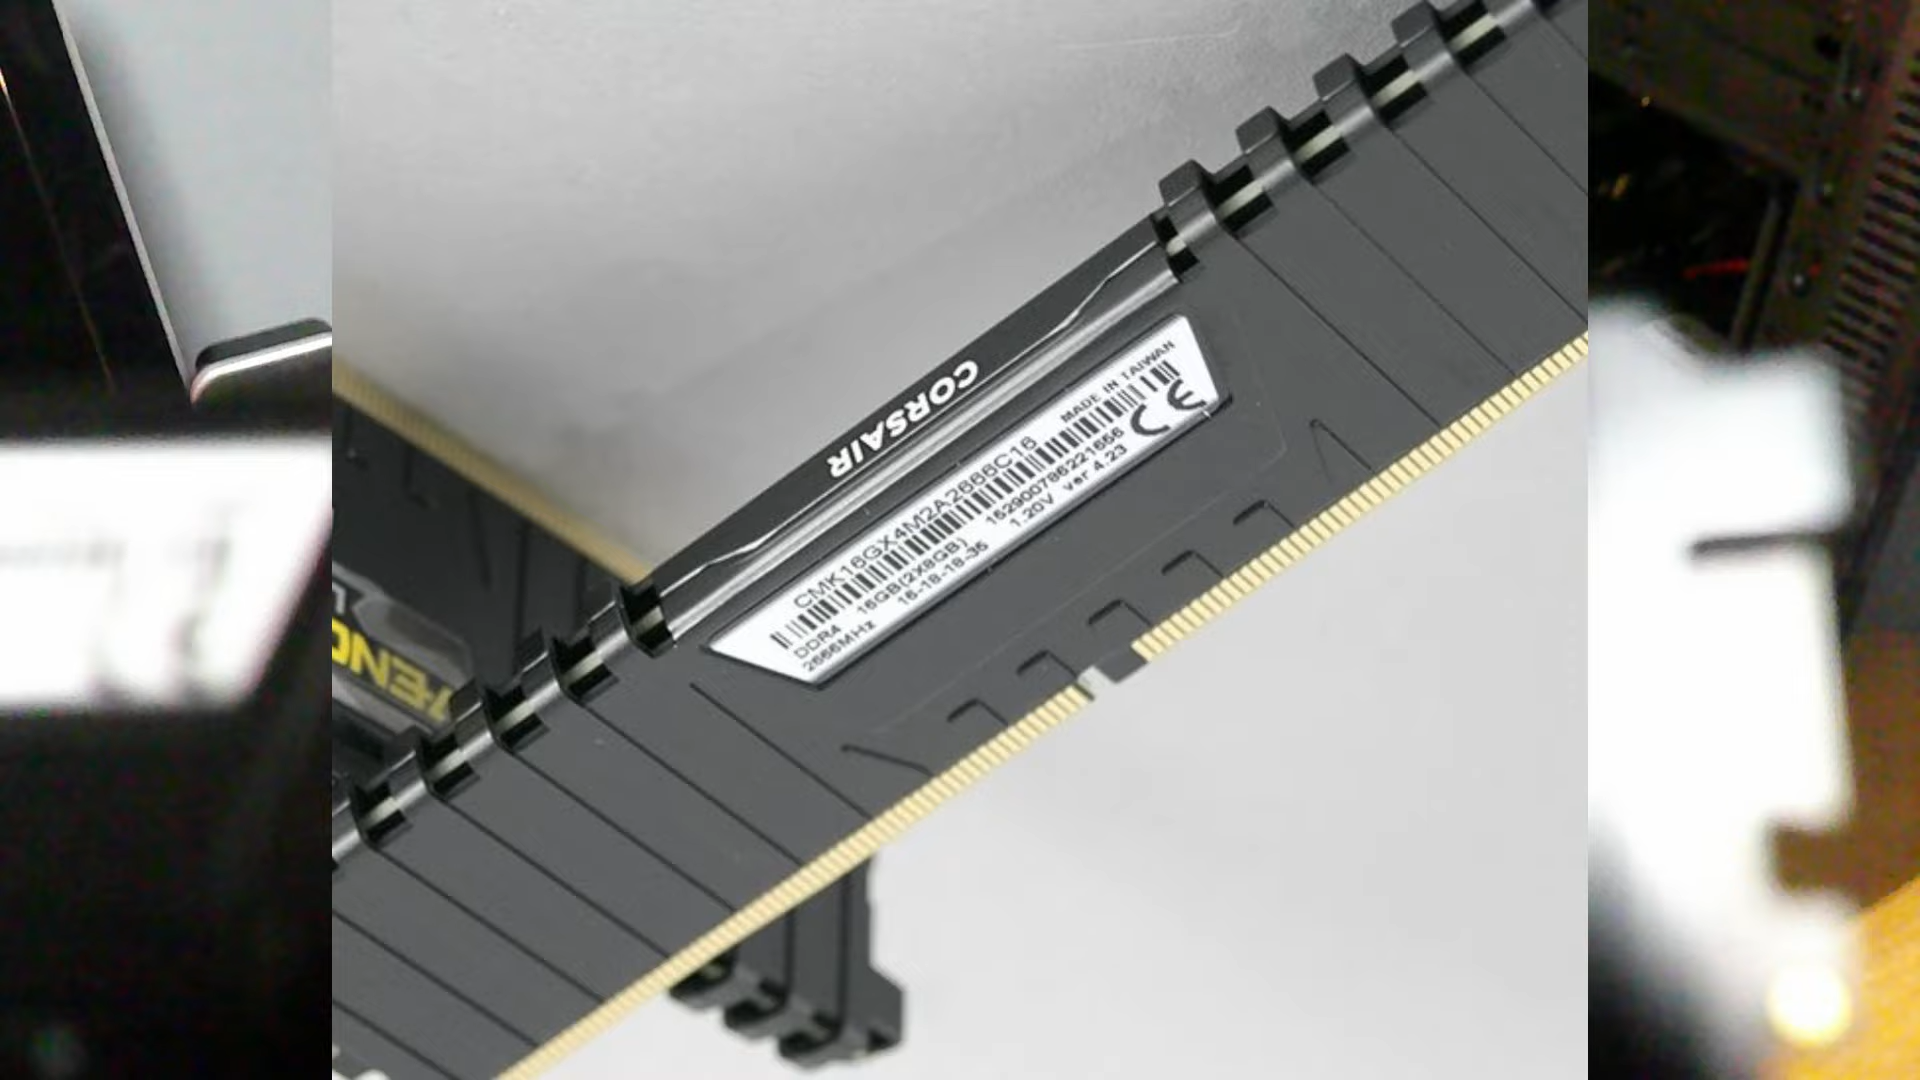 CORSAIR
MADE IN TAIWAN
CMK16GX4M2A2666C16
DDR4 16GB(2X8GB) 152900786221656
2666MHz 16-18-18-35 1.20V ver 4.23
CE